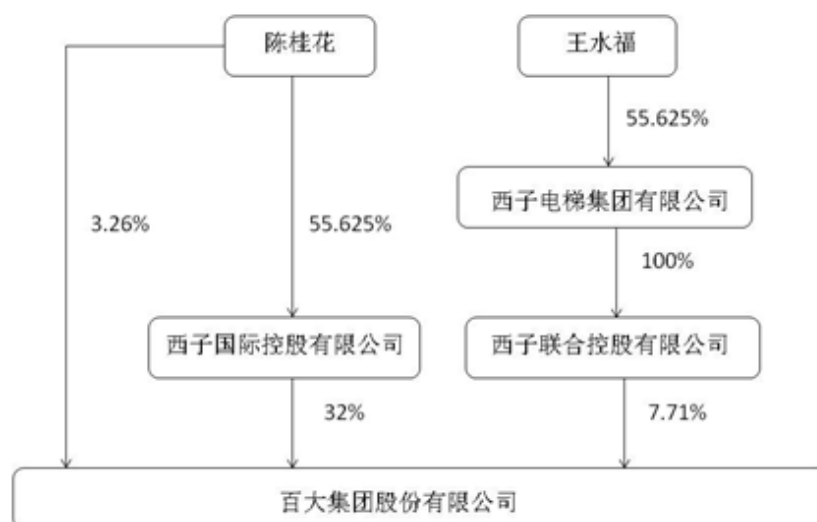 陈桂花
王水福
55.625%
西子电梯集团有限公司
3.26%
55.625%
100%
西子国际控股有限公司
西子联合控股有限公司
32%
7.71%
百大集团股份有限公司